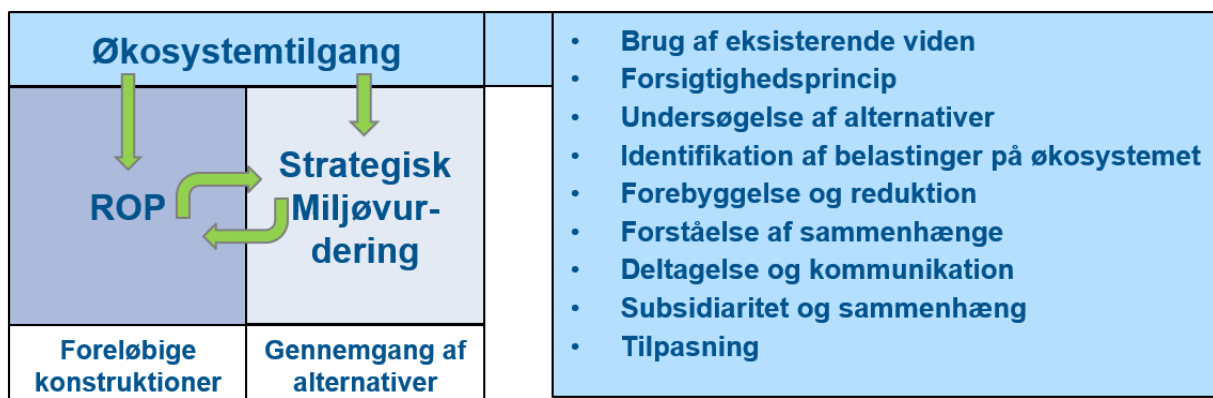 Økosystemtilgang
ROP
Strategisk
Miljøvur-
dering
Foreløbige
konstruktioner
Gennemgang af
alternativer
• Brug af eksisterende viden
• Forsigtighedsprincip
• Undersøgelse af alternativer
• Identifikation af belastinger på økosystemet
• Forebyggelse og reduktion
• Forståelse af sammenhænge
• Deltagelse og kommunikation
• Subsidiaritet og sammenhæng
• Tilpasning